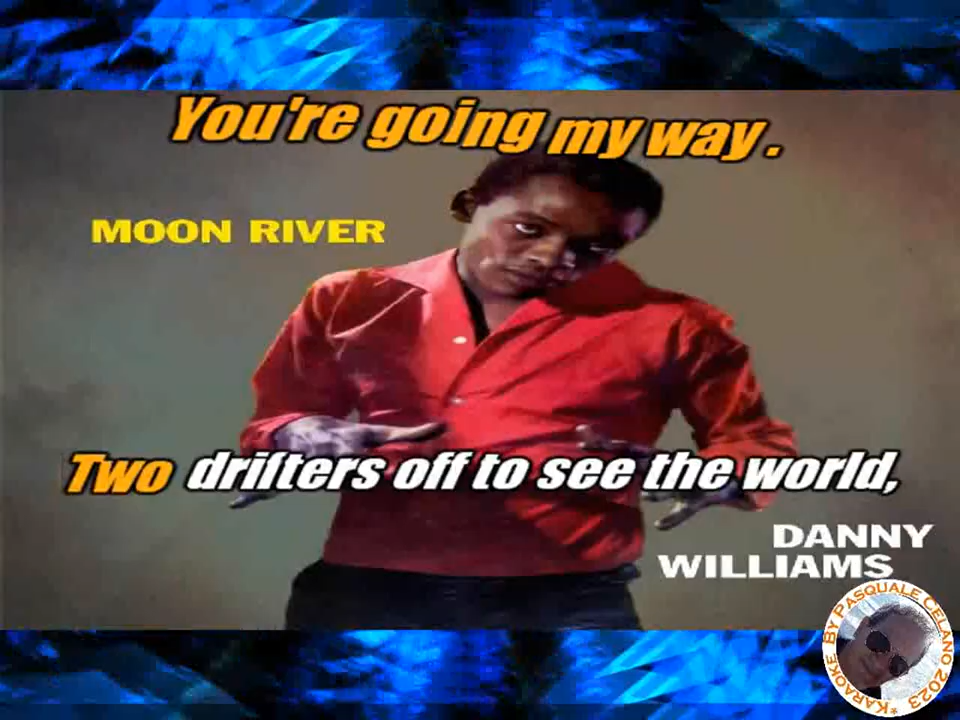 You're going my way .
MOON RIVER
Two drifters off to see the world,
DANNY
WILLIAMS
*KARAOKE BY PASQUALE CELANO 2023